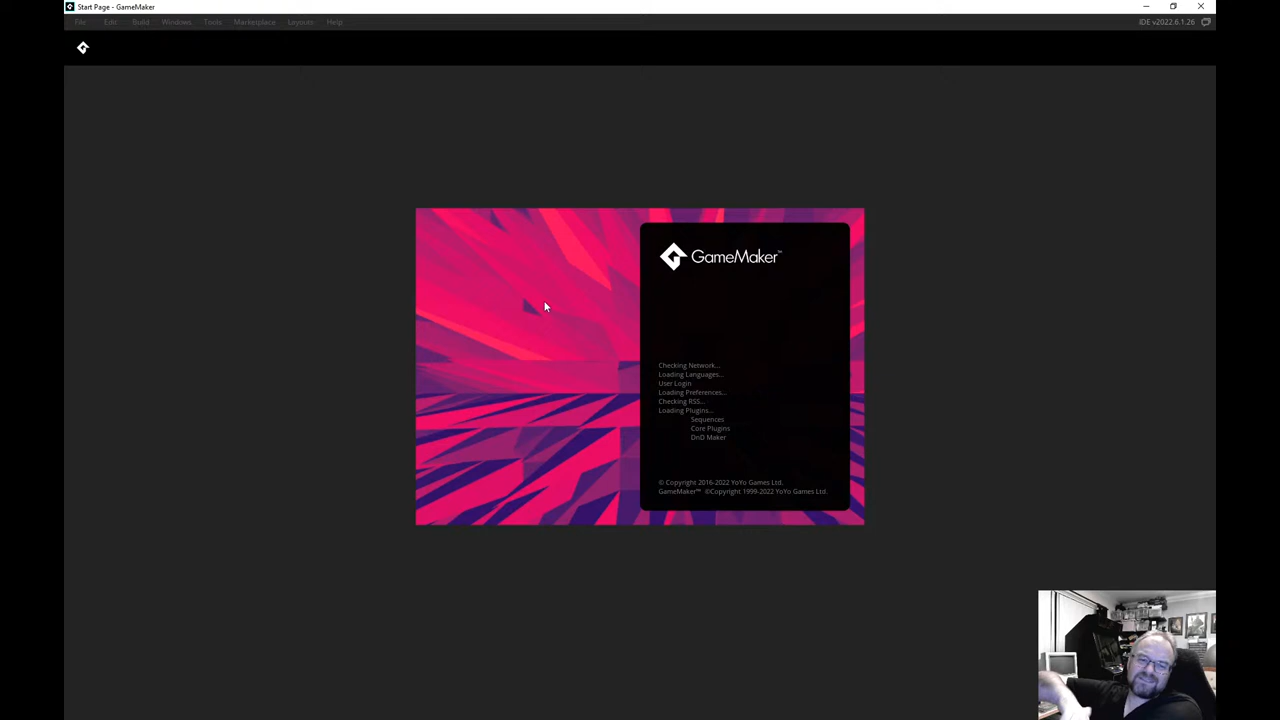 Start Page - GameMaker
File Edit Build Windows Tools Marketplace Layouts Help
IDE v2022.6.1.26
GameMaker™
Checking Network...
Loading Languages...
User Login
Loading Preferences...
Checking RSS...
Loading Plugins...
Sequences
Core Plugins
DnD Maker
© Copyright 2016-2022 YoYo Games Ltd.
GameMaker™ ©Copyright 1999-2022 YoYo Games Ltd.